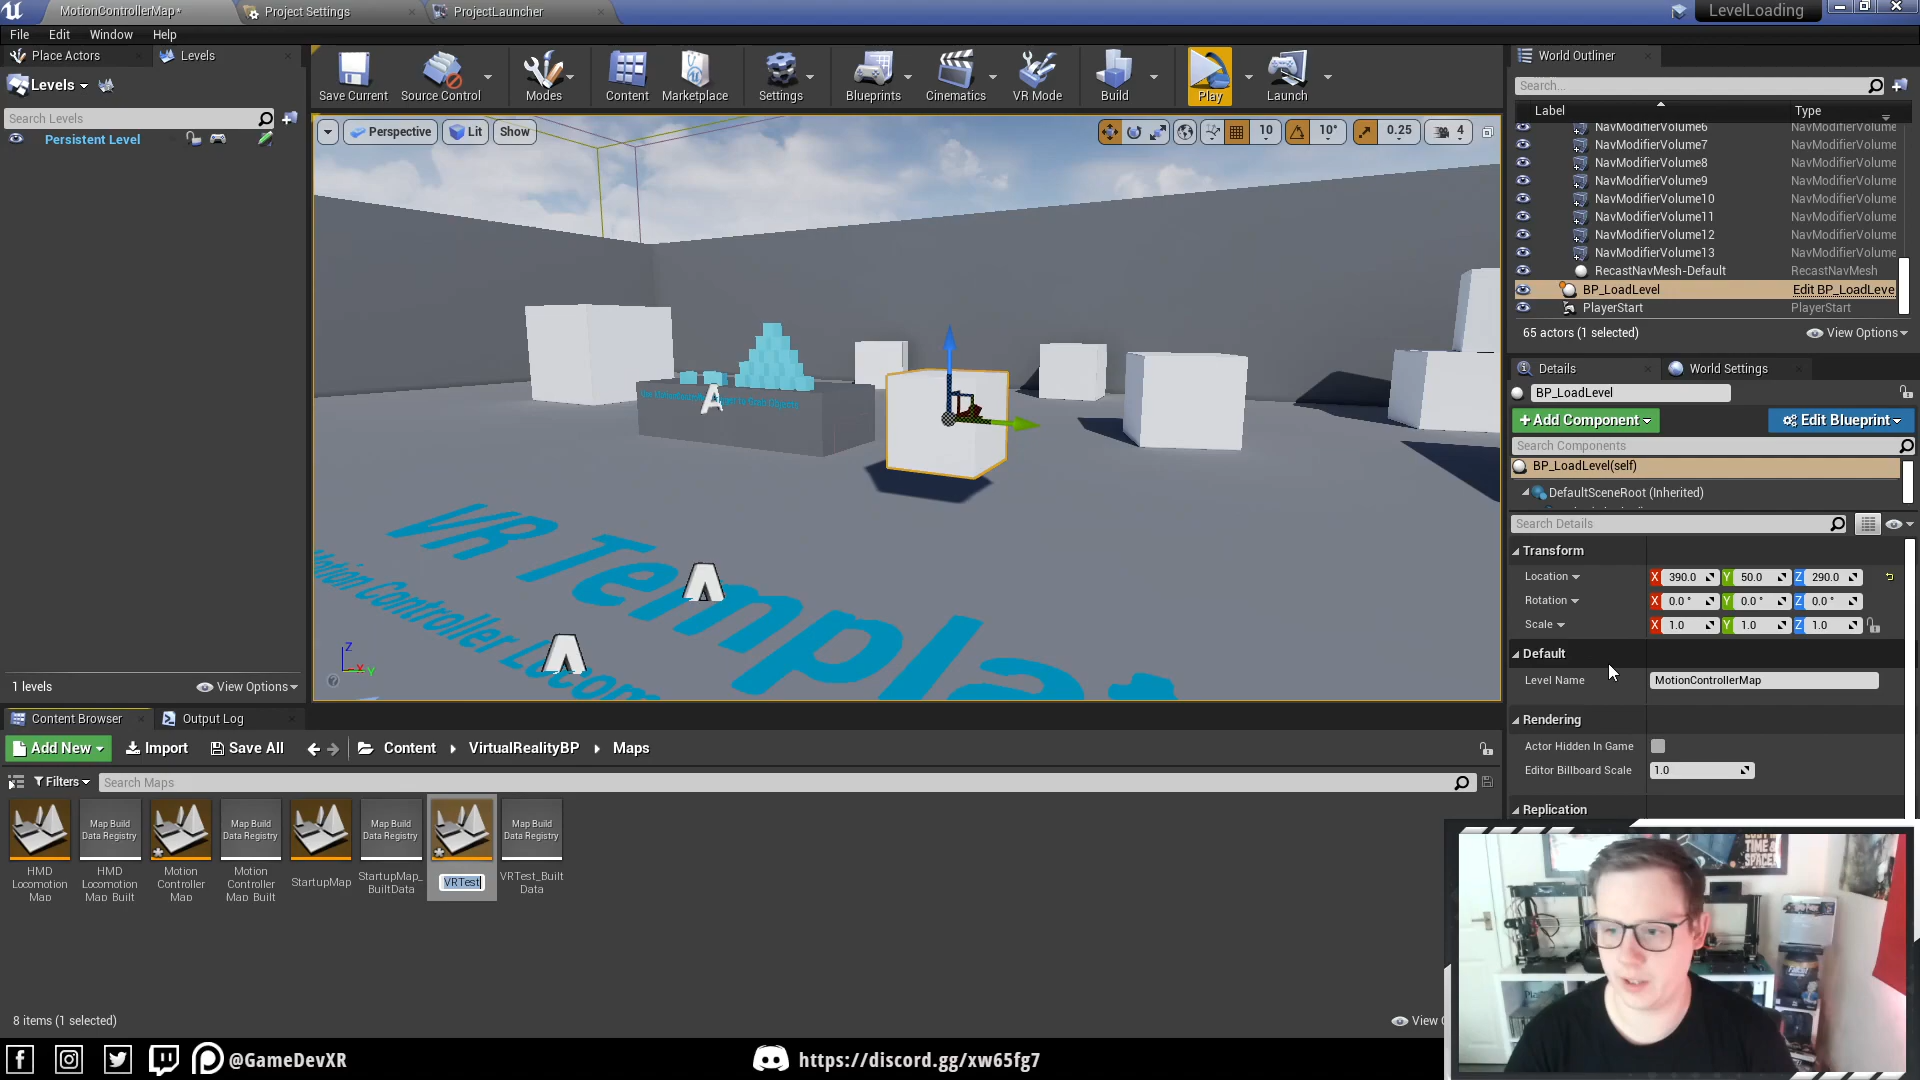 MotionControllerMap*
Project Settings
ProjectLauncher
LevelLoading
File
Edit
Window
Help
Place Actors
Levels
Levels
Search Levels
Persistent Level
1 levels
View Options
Save Current
Source Control
Modes
Content
Marketplace
Settings
Blueprints
Cinematics
VR Mode
Build
Play
Launch
Perspective
Lit
Show
10
10°
0.25
4
VR Templa
Motion Controller Locom
World Outliner
Search...
Label
Type
NavModifierVolume6
NavModifierVolume
NavModifierVolume7
NavModifierVolume
NavModifierVolume8
NavModifierVolume
NavModifierVolume9
NavModifierVolume
NavModifierVolume10
NavModifierVolume
NavModifierVolume11
NavModifierVolume
NavModifierVolume12
NavModifierVolume
NavModifierVolume13
NavModifierVolume
RecastNavMesh-Default
RecastNavMesh
BP_LoadLevel
Edit BP_LoadLeve
PlayerStart
PlayerStart
65 actors (1 selected)
View Options
Details
World Settings
BP_LoadLevel
+ Add Component
Edit Blueprint
Search Components
BP_LoadLevel(self)
DefaultSceneRoot (Inherited)
Search Details
Transform
Location
X 390.0
Y 50.0
Z 290.0
Rotation
X 0.0 °
Y 0.0 °
Z 0.0 °
Scale
X 1.0
Y 1.0
Z 1.0
Default
Level Name
MotionControllerMap
Rendering
Actor Hidden In Game
Editor Billboard Scale
1.0
Replication
Content Browser
Output Log
Add New
Import
Save All
Content
VirtualRealityBP
Maps
Filters
Search Maps
HMD
Locomotion
Map
Map Build
Data Registry
HMD
Locomotion
Map_Built
Motion
Controller
Map
Map Build
Data Registry
Motion
Controller
Map_Built
StartupMap
Map Build
Data Registry
StartupMap_
BuiltData
VRTest
Map Build
Data Registry
VRTest_Built
Data
8 items (1 selected)
View O
@GameDevXR
https://discord.gg/xw65fg7